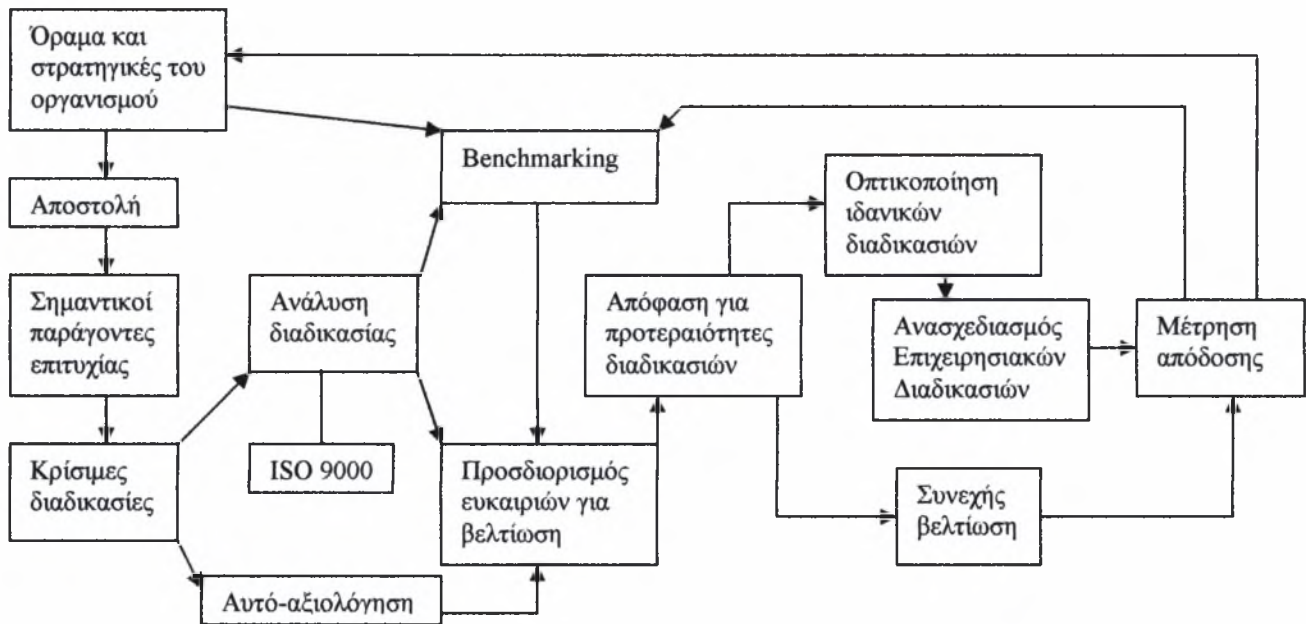 Όραμα και
στρατηγικές του
οργανισμού
Benchmarking
Αποστολή
Οπτικοποίηση
ιδανικών
διαδικασιών
Σημαντικοί
παράγοντες
επιτυχίας
Ανάλυση
διαδικασίας
Απόφαση για
προτεραιότητες
διαδικασιών
Ανασχεδιασμός
Επιχειρησιακών
Διαδικασιών
Μέτρηση
απόδοσης
Κρίσιμες
διαδικασίες
ISO 9000
Προσδιορισμός
ευκαιριών για
βελτίωση
Συνεχής
βελτίωση
Αυτό-αξιολόγηση